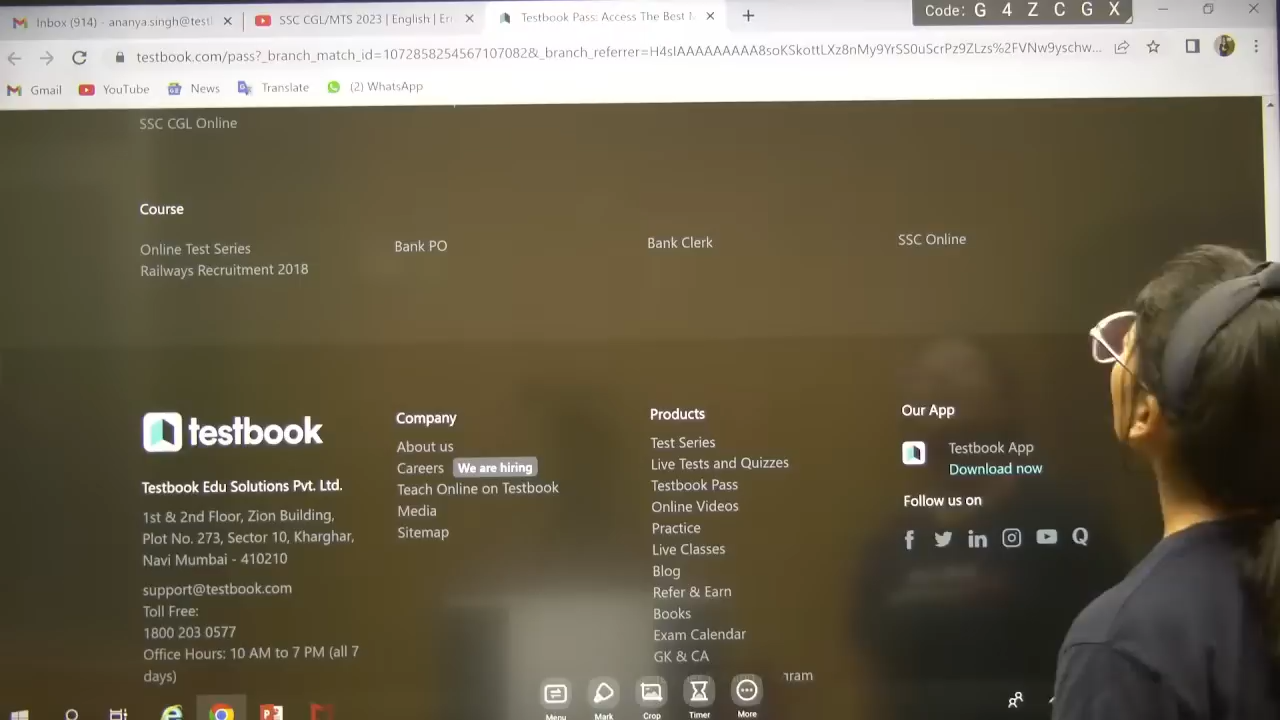 Inbox (914) - ananya.singh@testl
SSC CGL/MTS 2023 | English | Err
Testbook Pass: Access The Best M
Code: G 4 Z C G X
testbook.com/pass?_branch_match_id=1072858254567107082&_branch_referrer=H4sIAAAAAAAAA8soKSkottLXz8nMy9YrSS0uScrPz9ZLzs%2FVNw9yschw...
Gmail
YouTube
News
Translate
(2) WhatsApp
SSC CGL Online
Course
Online Test Series
Bank PO
Bank Clerk
SSC Online
Railways Recruitment 2018
testbook
Testbook Edu Solutions Pvt. Ltd.
1st & 2nd Floor, Zion Building,
Plot No. 273, Sector 10, Kharghar,
Navi Mumbai - 410210
support@testbook.com
Toll Free:
1800 203 0577
Office Hours: 10 AM to 7 PM (all 7
days)
Company
About us
Careers We are hiring
Teach Online on Testbook
Media
Sitemap
Products
Test Series
Live Tests and Quizzes
Testbook Pass
Online Videos
Practice
Live Classes
Blog
Refer & Earn
Books
Exam Calendar
GK & CA
Our App
Testbook App
Download now
Follow us on
Menu
Mark
Crop
Timer
More